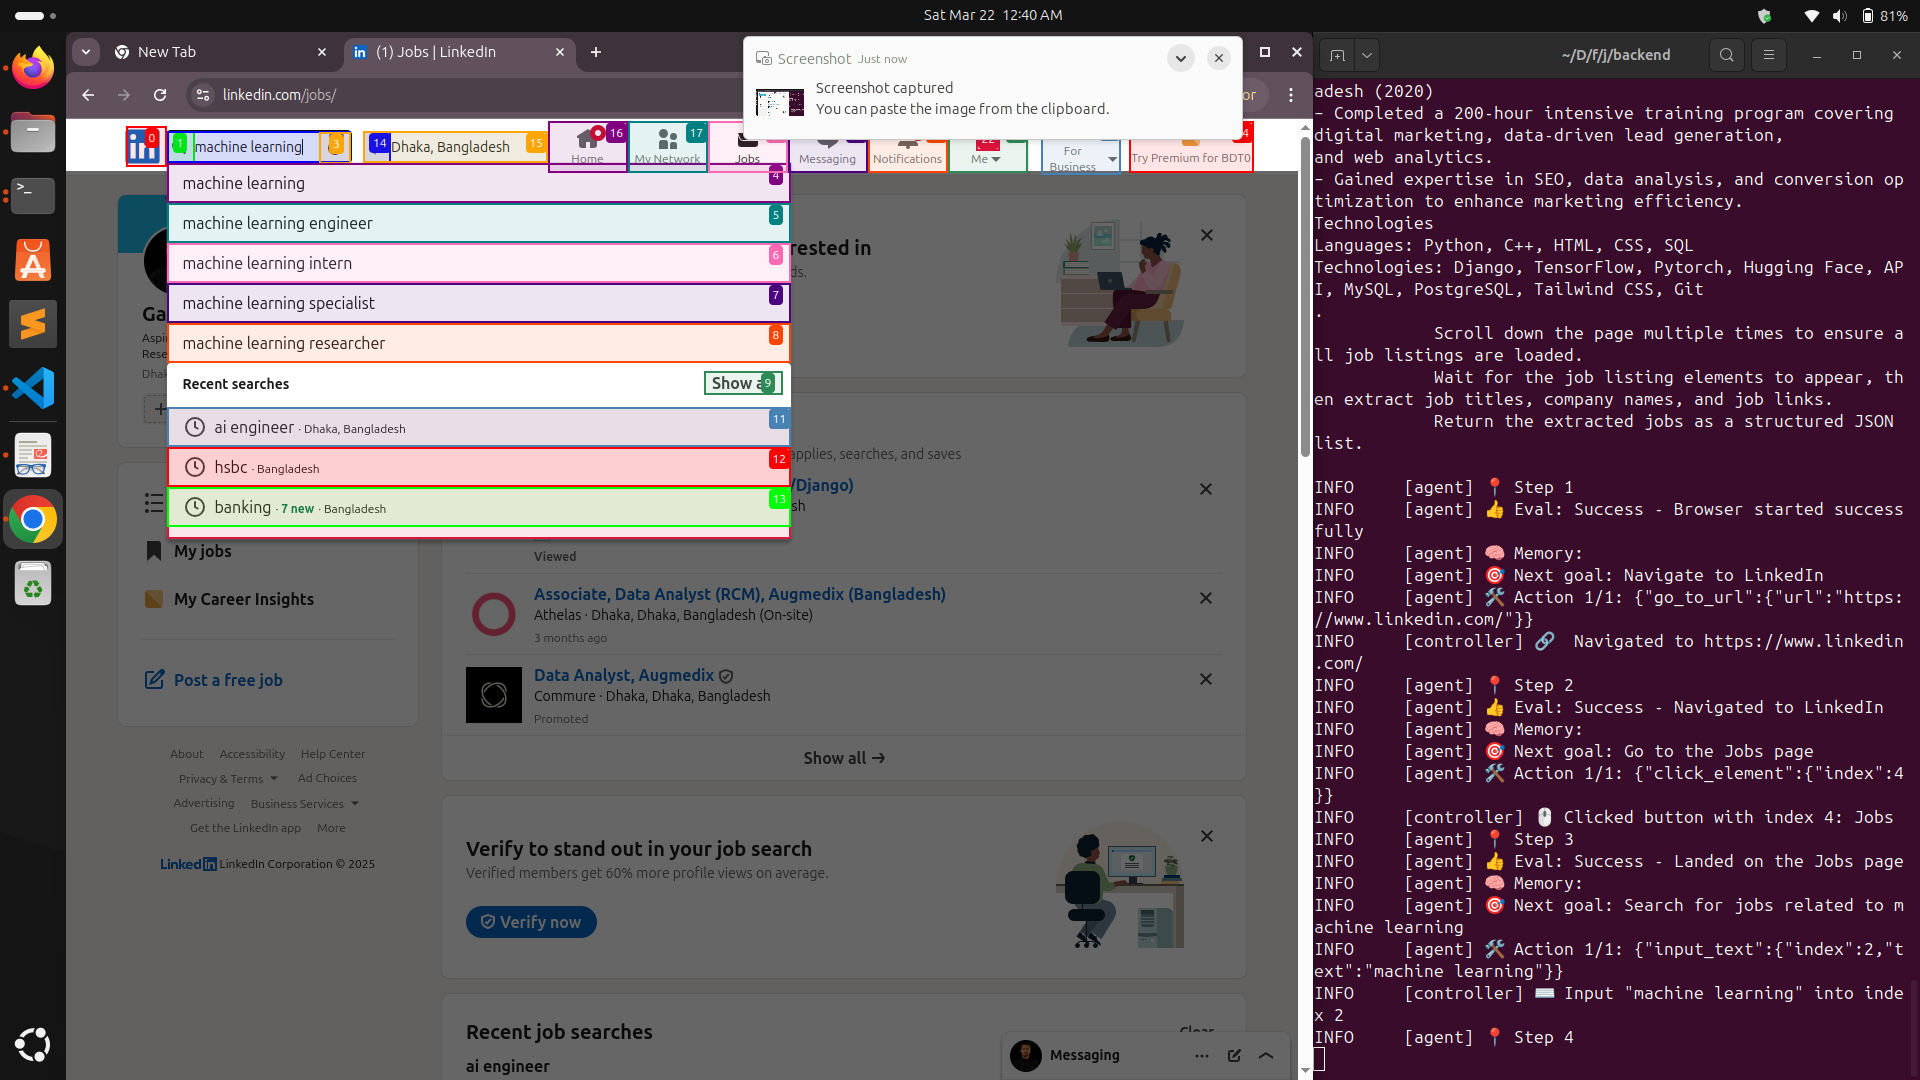 Sat Mar 22 12:40 AM
81%
New Tab
(1) Jobs | LinkedIn
linkedin.com/jobs/
Screenshot Just now
Screenshot captured
You can paste the image from the clipboard.
0
1
machine learning
3
14
Dhaka, Bangladesh
15
16
Home
17
My Network
Jobs
Messaging
Notifications
Me
For
Business
Try Premium for BDT0
machine learning
4
machine learning engineer
5
machine learning intern
6
machine learning specialist
7
machine learning researcher
8
Recent searches
Show
9
ai engineer · Dhaka, Bangladesh
11
hsbc · Bangladesh
12
banking · 7 new · Bangladesh
13
My jobs
My Career Insights
Post a free job
About Accessibility Help Center
Privacy & Terms Ad Choices
Advertising Business Services
Get the LinkedIn app More
LinkedIn LinkedIn Corporation © 2025
applies, searches, and saves
/Django)
Viewed
Associate, Data Analyst (RCM), Augmedix (Bangladesh)
Athelas · Dhaka, Dhaka, Bangladesh (On-site)
3 months ago
Data Analyst, Augmedix
Commure · Dhaka, Dhaka, Bangladesh
Promoted
Show all →
Verify to stand out in your job search
Verified members get 60% more profile views on average.
Verify now
Recent job searches
Clear
ai engineer
Messaging
~/D/f/j/backend
adesh (2020)
- Completed a 200-hour intensive training program covering
digital marketing, data-driven lead generation,
and web analytics.
- Gained expertise in SEO, data analysis, and conversion op
timization to enhance marketing efficiency.
Technologies
Languages: Python, C++, HTML, CSS, SQL
Technologies: Django, TensorFlow, Pytorch, Hugging Face, AP
I, MySQL, PostgreSQL, Tailwind CSS, Git
.
Scroll down the page multiple times to ensure a
ll job listings are loaded.
Wait for the job listing elements to appear, th
en extract job titles, company names, and job links.
Return the extracted jobs as a structured JSON
list.
INFO [agent] 📍 Step 1
INFO [agent] 👍 Eval: Success - Browser started success
fully
INFO [agent] 🧠 Memory:
INFO [agent] 🎯 Next goal: Navigate to LinkedIn
INFO [agent] 🛠 Action 1/1: {"go_to_url":{"url":"https:
//www.linkedin.com/"}}
INFO [controller] 🔗 Navigated to https://www.linkedin
.com/
INFO [agent] 📍 Step 2
INFO [agent] 👍 Eval: Success - Navigated to LinkedIn
INFO [agent] 🧠 Memory:
INFO [agent] 🎯 Next goal: Go to the Jobs page
INFO [agent] 🛠 Action 1/1: {"click_element":{"index":4
}}
INFO [controller] 🖱 Clicked button with index 4: Jobs
INFO [agent] 📍 Step 3
INFO [agent] 👍 Eval: Success - Landed on the Jobs page
INFO [agent] 🧠 Memory:
INFO [agent] 🎯 Next goal: Search for jobs related to m
achine learning
INFO [agent] 🛠 Action 1/1: {"input_text":{"index":2,"t
ext":"machine learning"}}
INFO [controller] ⌨ Input "machine learning" into inde
x 2
INFO [agent] 📍 Step 4